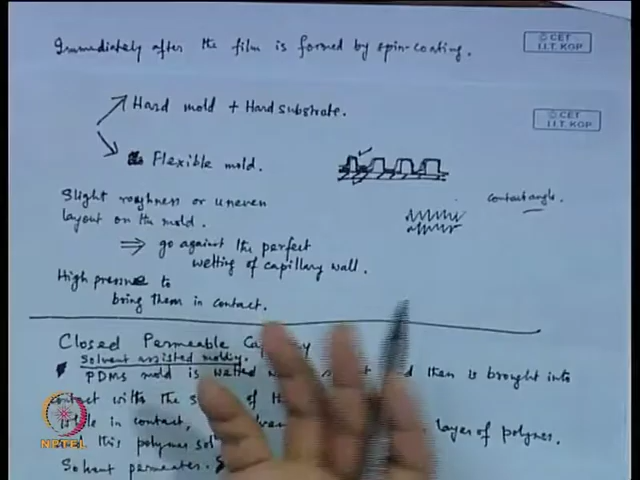 Immediately after the film is formed by spin-coating.
© CET
I.I.T. KGP
Hard mold + Hard substrate.
© CET
I.I.T. KGP
Flexible mold.
Slight roughness or uneven
layout on the mold.
contact angle.
⇒ go against the perfect
wetting of capillary wall.
High pressure to
bring them in contact.
Closed Permeable
Solvent assisted molding.
PDMS mold is wetted then is brought into
contact with the of
in contact, layer of polymer.
this polymer
Solvent permeates.
NPTEL